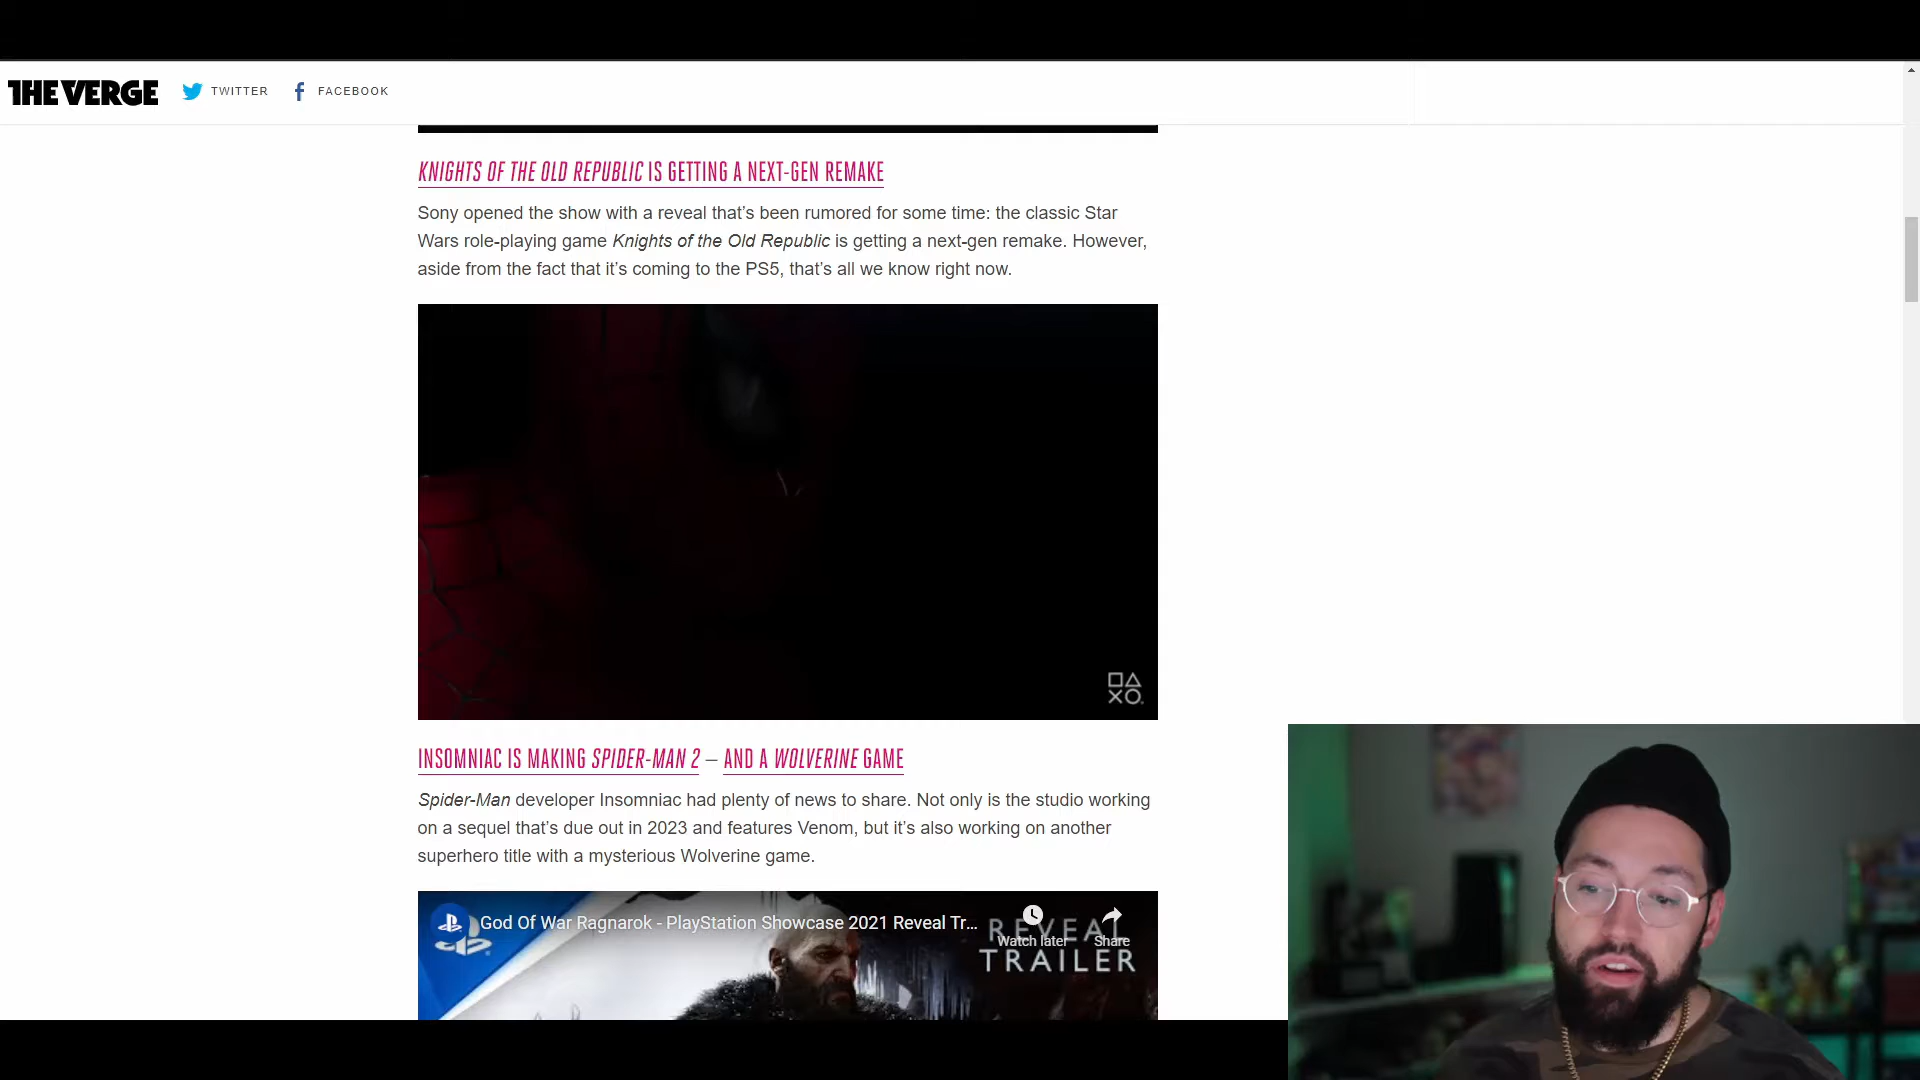 THE VERGE TWITTER FACEBOOK
KNIGHTS OF THE OLD REPUBLIC IS GETTING A NEXT-GEN REMAKE
Sony opened the show with a reveal that’s been rumored for some time: the classic Star
Wars role-playing game Knights of the Old Republic is getting a next-gen remake. However,
aside from the fact that it’s coming to the PS5, that’s all we know right now.
INSOMNIAC IS MAKING SPIDER-MAN 2 – AND A WOLVERINE GAME
Spider-Man developer Insomniac had plenty of news to share. Not only is the studio working
on a sequel that’s due out in 2023 and features Venom, but it’s also working on another
superhero title with a mysterious Wolverine game.
God Of War Ragnarok - PlayStation Showcase 2021 Reveal Tr...
Watch later
Share
REVEAL
TRAILER